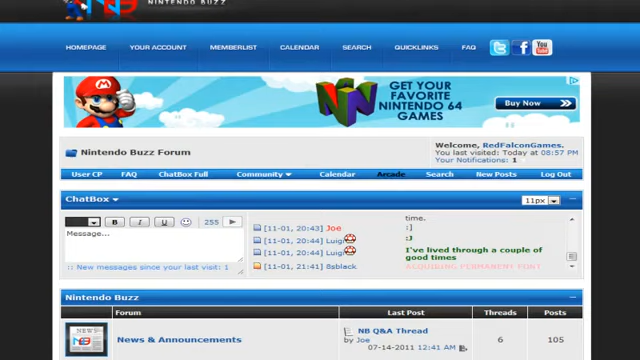 NINTENDO BUZZ
HOMEPAGE YOUR ACCOUNT MEMBERLIST CALENDAR SEARCH QUICKLINKS FAQ
You Tube
GET YOUR
FAVORITE
NINTENDO 64
GAMES
Buy Now
Nintendo Buzz Forum
Welcome, RedFalconGames.
You last visited: Today at 08:57 PM
Your Notifications: 1
User CP FAQ ChatBox Full Community Calendar Arcade Search New Posts Log Out
ChatBox
11px
B I U 255
Message...
:: New messages since your last visit: 1
time.
[11-01, 20:43] Joe :]
[11-01, 20:44] Luigi :J
[11-01, 20:44] Luigi I've lived through a couple of
good times
[11-01, 21:41] 8sblack ACQUIRING PERMANENT FONT
Nintendo Buzz
Forum Last Post Threads Posts
NEWS
NB
News & Announcements
NB Q&A Thread
by Joe
07-14-2011 12:41 AM
6
105